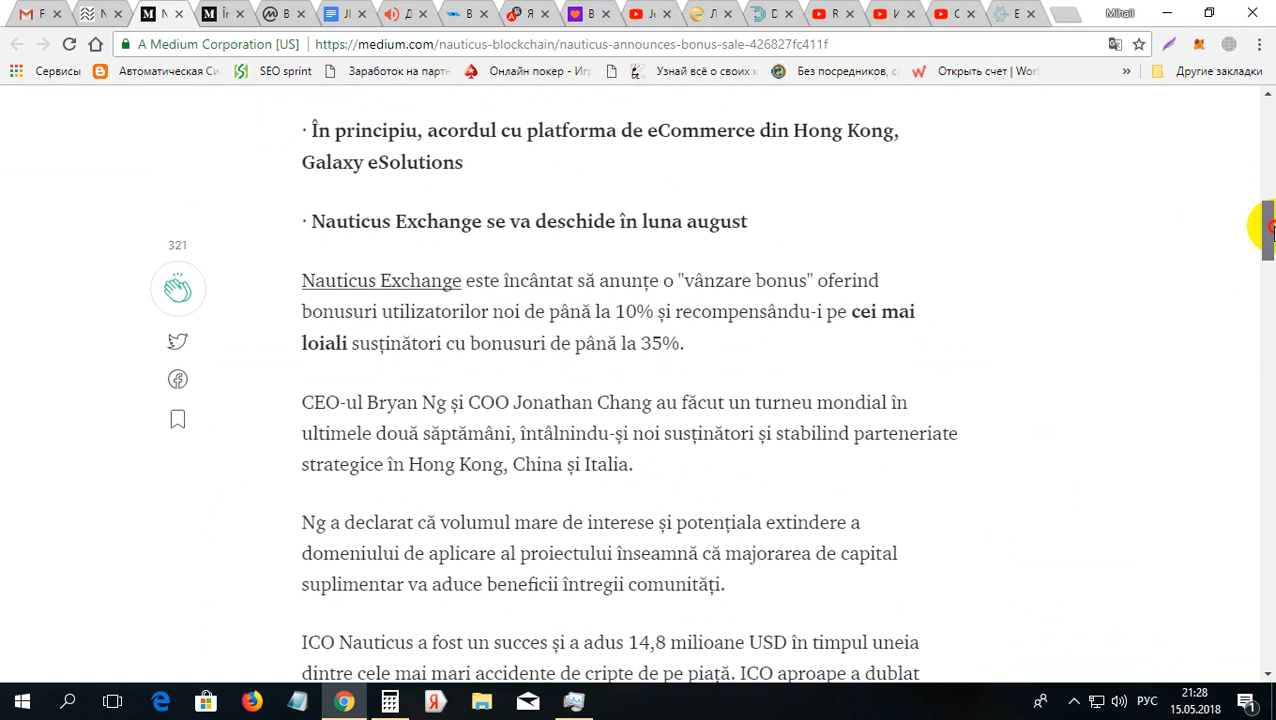 Mihail
A Medium Corporation [US]
https://medium.com/nauticus-blockchain/nauticus-announces-bonus-sale-426827fc411f
Сервисы
Автоматическая Си
SEO sprint
Заработок на парт
Онлайн покер - Иг
Узнай всё о своих к
Без посредников, с
Открыть счет | Wor
»
Другие закладки
· În principiu, acordul cu platforma de eCommerce din Hong Kong,
Galaxy eSolutions
· Nauticus Exchange se va deschide în luna august
321
Nauticus Exchange este încântat să anunțe o "vânzare bonus" oferind
bonusuri utilizatorilor noi de până la 10% și recompensându-i pe cei mai
loiali susținători cu bonusuri de până la 35%.
CEO-ul Bryan Ng și COO Jonathan Chang au făcut un turneu mondial în
ultimele două săptămâni, întâlnindu-și noi susținători și stabilind parteneriate
strategice în Hong Kong, China și Italia.
Ng a declarat că volumul mare de interese și potențiala extindere a
domeniului de aplicare al proiectului înseamnă că majorarea de capital
suplimentar va aduce beneficii întregii comunități.
ICO Nauticus a fost un succes și a adus 14,8 milioane USD în timpul uneia
dintre cele mai mari accidente de cripte de pe piață. ICO aproape a dublat
РУС
21:28
15.05.2018